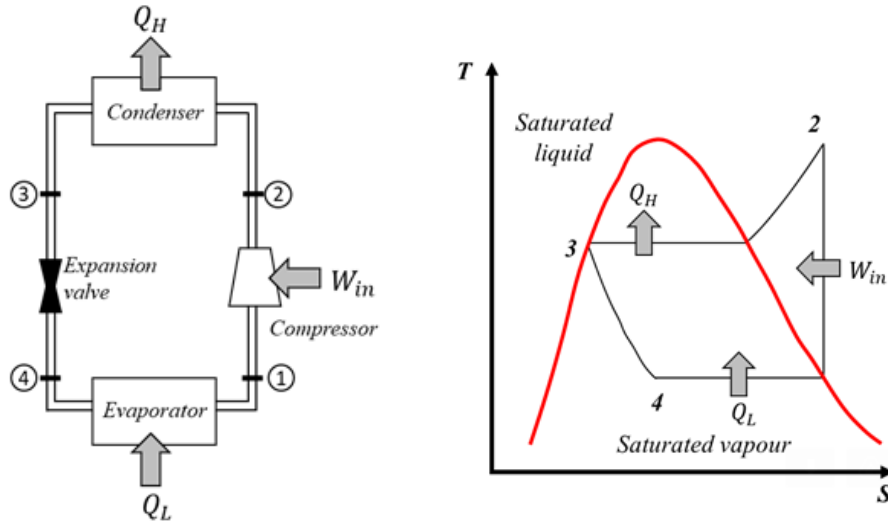 Q_H
Condenser
③
②
Expansion
valve
W_in
Compressor
④
①
Evaporator
Q_L
T
Saturated
liquid
2
Q_H
3
W_in
4
Q_L
Saturated vapour
S